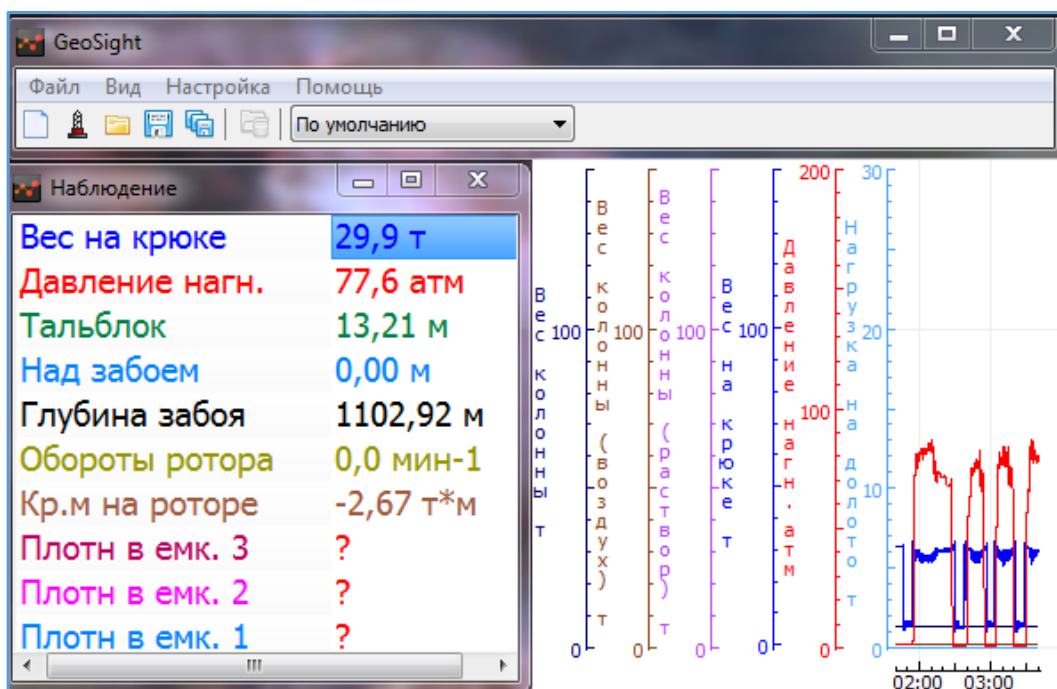 GeoSight
Файл Вид Настройка Помощь
По умолчанию
Наблюдение
Вес на крюке 29,9 т
Давление нагн. 77,6 атм
Тальблок 13,21 м
Над забоем 0,00 м
Глубина забоя 1102,92 м
Обороты ротора 0,0 мин-1
Кр.м на роторе -2,67 т*м
Плотн в емк. 3 ?
Плотн в емк. 2 ?
Плотн в емк. 1 ?
Вес колонны т
100
0
Вес колонны (воздух) т
100
0
Вес колонны (раствор) т
100
0
Вес на крюке т
100
0
Давление нагн. атм
200
100
0
Нагрузка на долото т
30
20
10
0
02:00 03:00